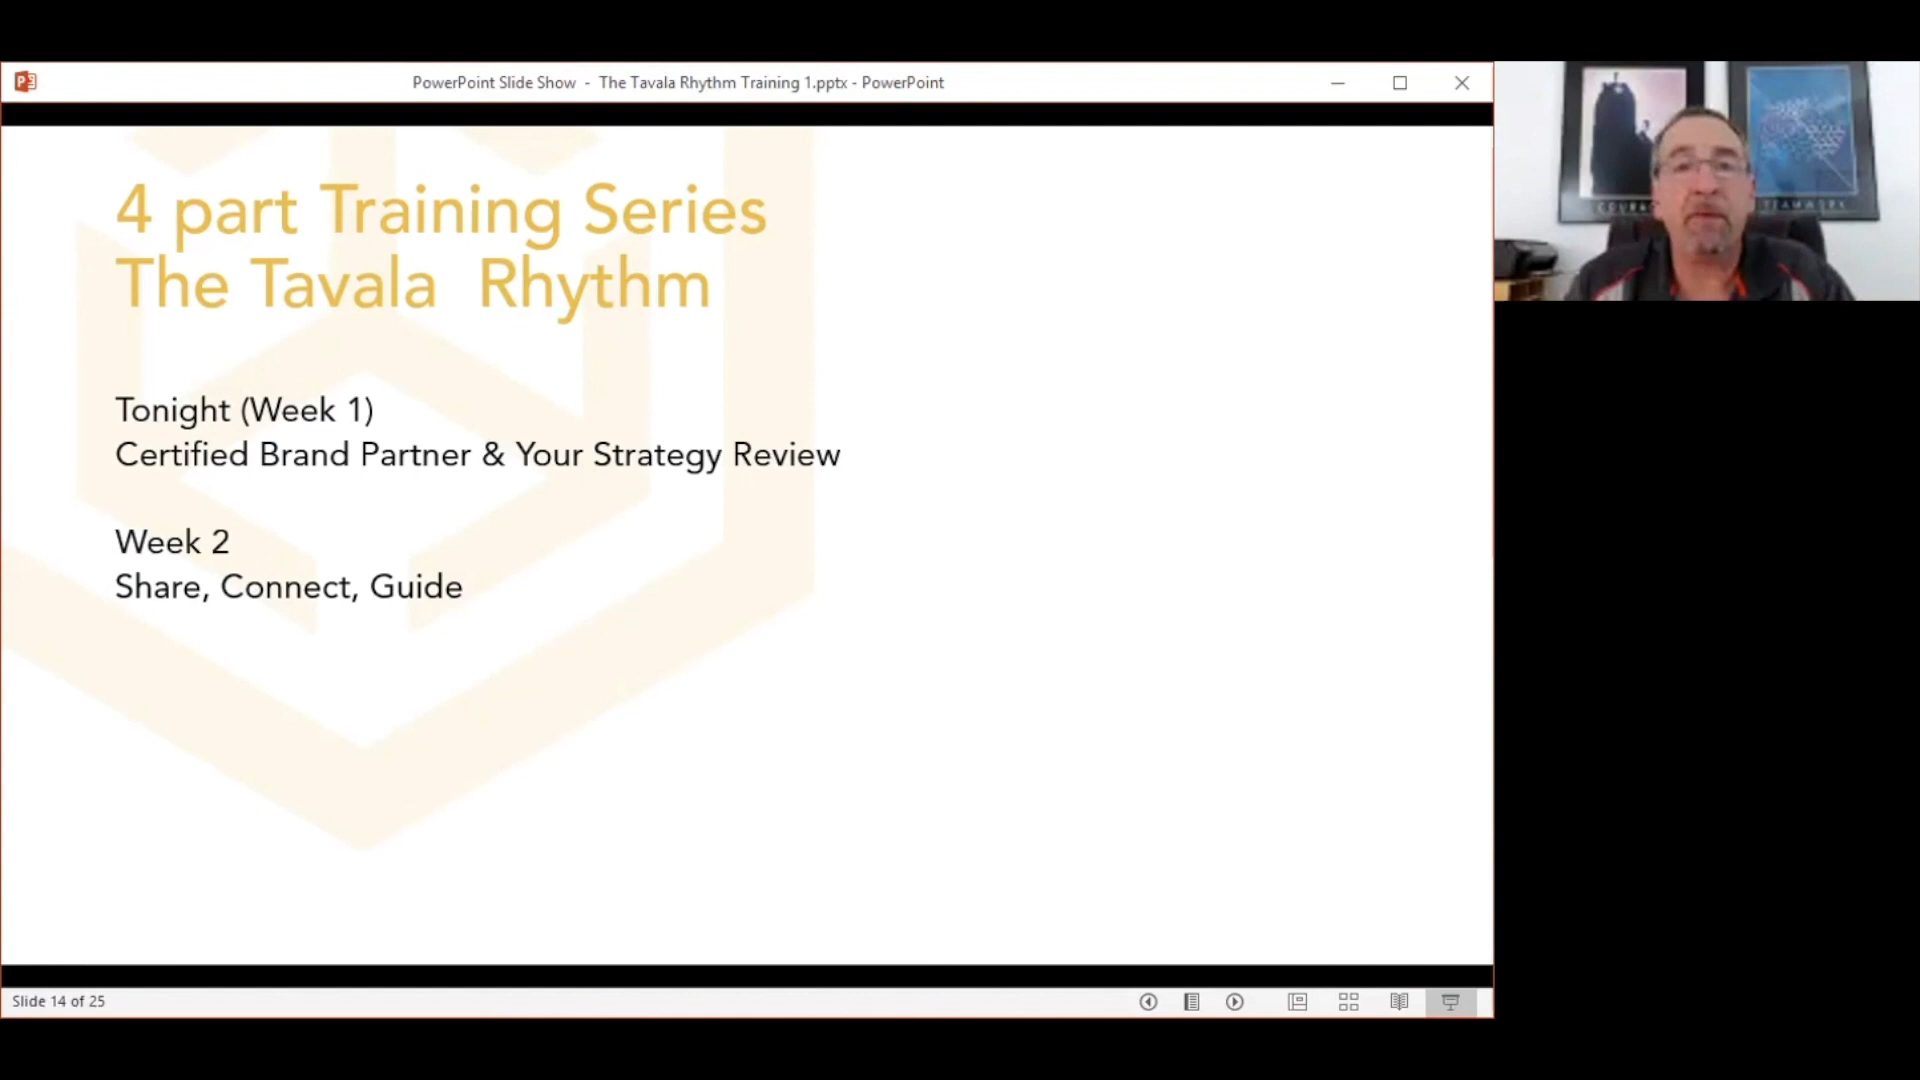 PowerPoint Slide Show - The Tavala Rhythm Training 1.pptx - PowerPoint
4 part Training Series
The Tavala Rhythm
Tonight (Week 1)
Certified Brand Partner & Your Strategy Review
Week 2
Share, Connect, Guide
Slide 14 of 25
TEAMWORK